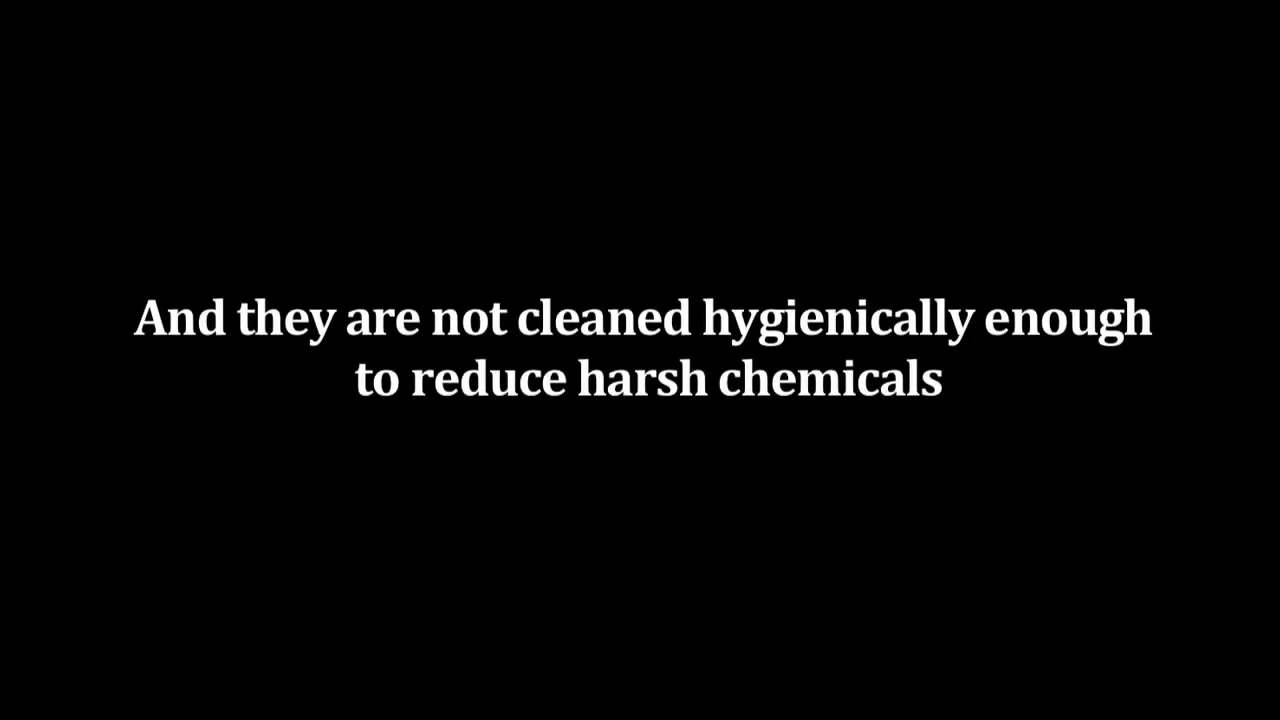 And they are not cleaned hygienically enough
to reduce harsh chemicals